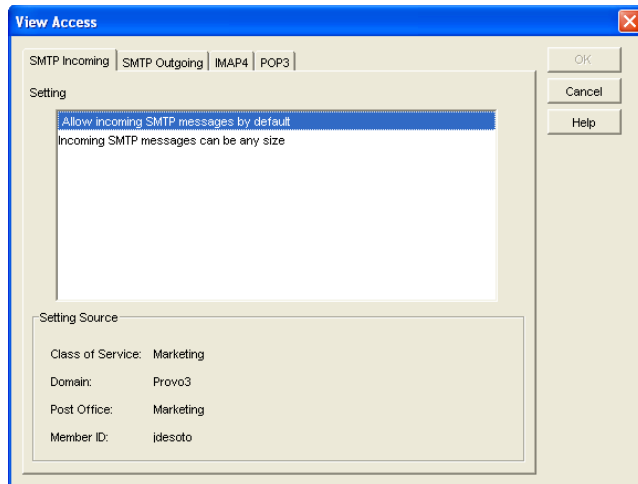 View Access
SMTP Incoming SMTP Outgoing IMAP4 POP3
OK
Setting
Cancel
Allow incoming SMTP messages by default
Help
Incoming SMTP messages can be any size
Setting Source
Class of Service: Marketing
Domain: Provo3
Post Office: Marketing
Member ID: jdesoto